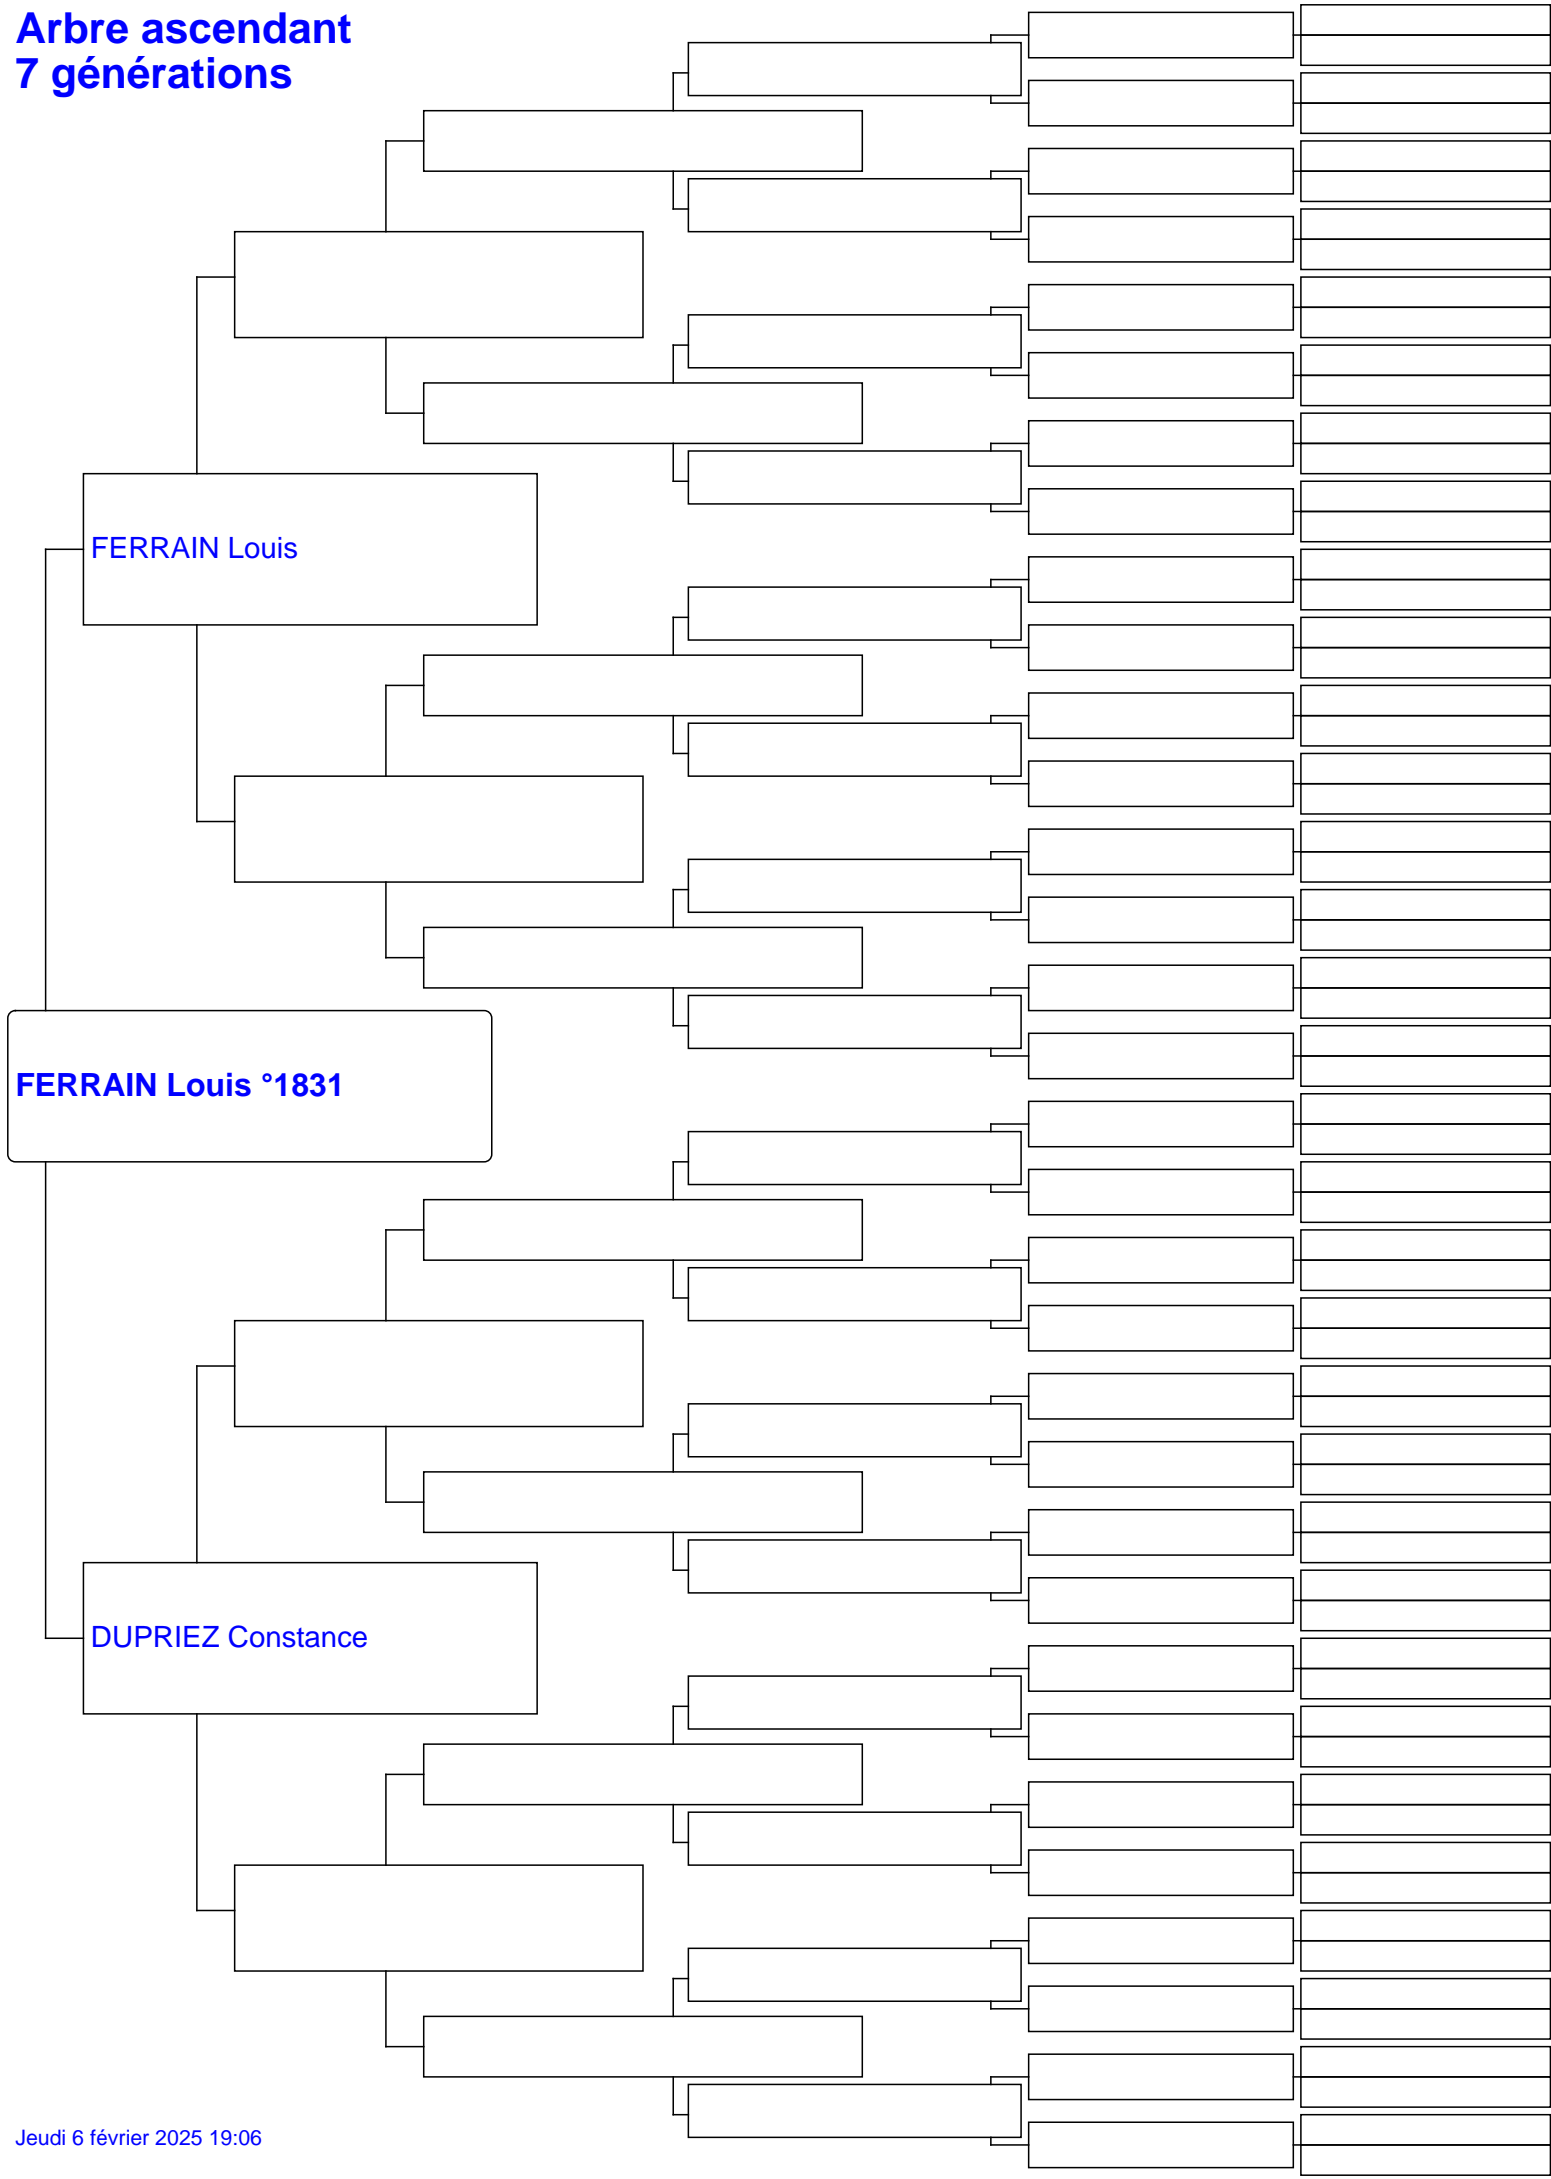 Arbre ascendant
7 générations
FERRAIN Louis
FERRAIN Louis °1831
DUPRIEZ Constance
Jeudi 6 février 2025 19:06